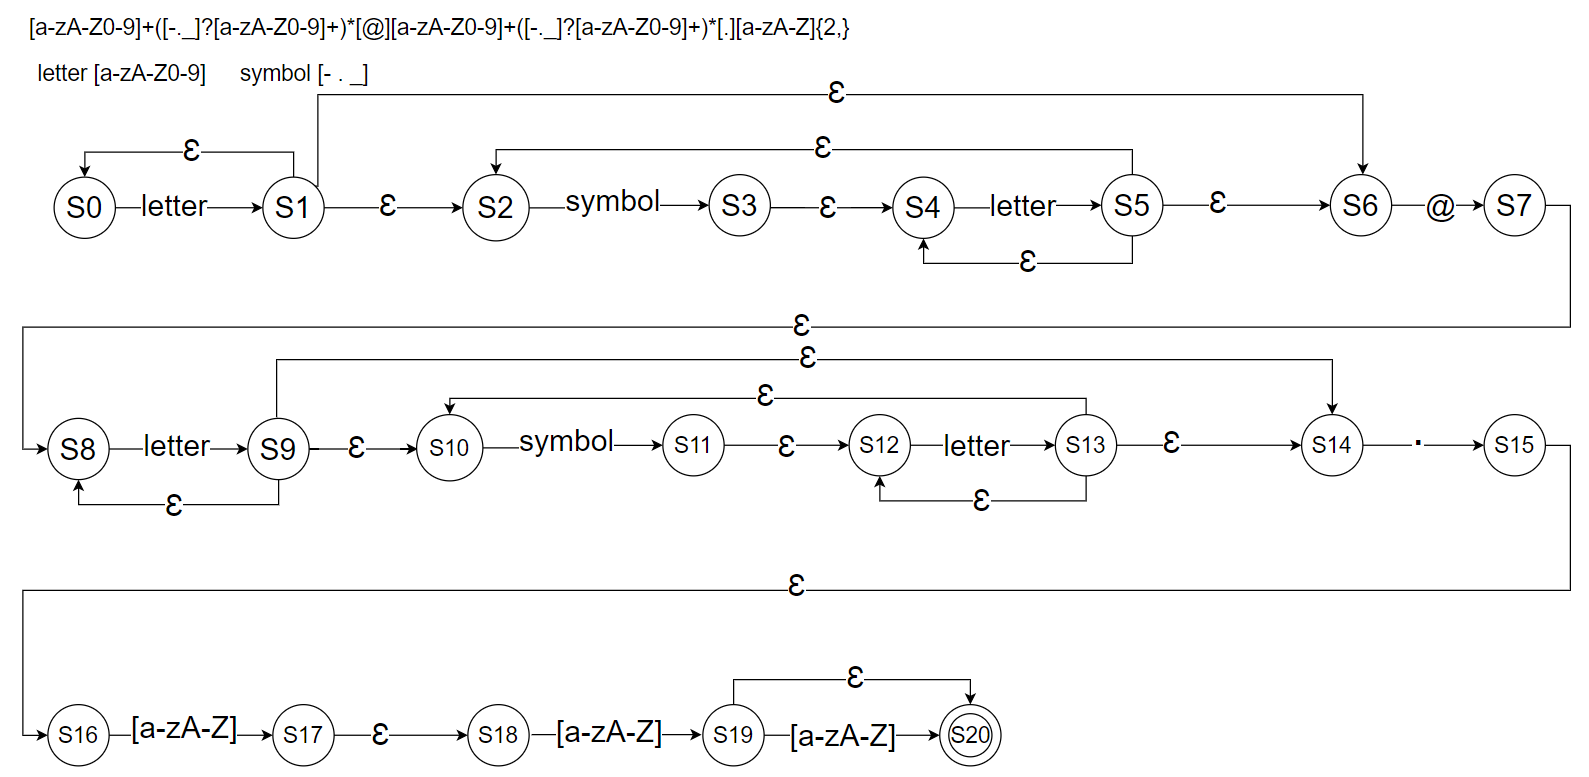 [a-zA-Z0-9]+([-._]?[a-zA-Z0-9]+)*[@][a-zA-Z0-9]+([-._]?[a-zA-Z0-9]+)*[.][a-zA-Z]{2,}
letter [a-zA-Z0-9] symbol [- . _]
ε
ε ε
S0 letter S1 ε S2 symbol S3 ε S4 letter S5 ε S6 @ S7
ε
ε
ε
ε
S8 letter S9 ε S10 symbol S11 ε S12 letter S13 ε S14 . S15
ε ε
ε
ε
S16 [a-zA-Z] S17 ε S18 [a-zA-Z] S19 [a-zA-Z] S20